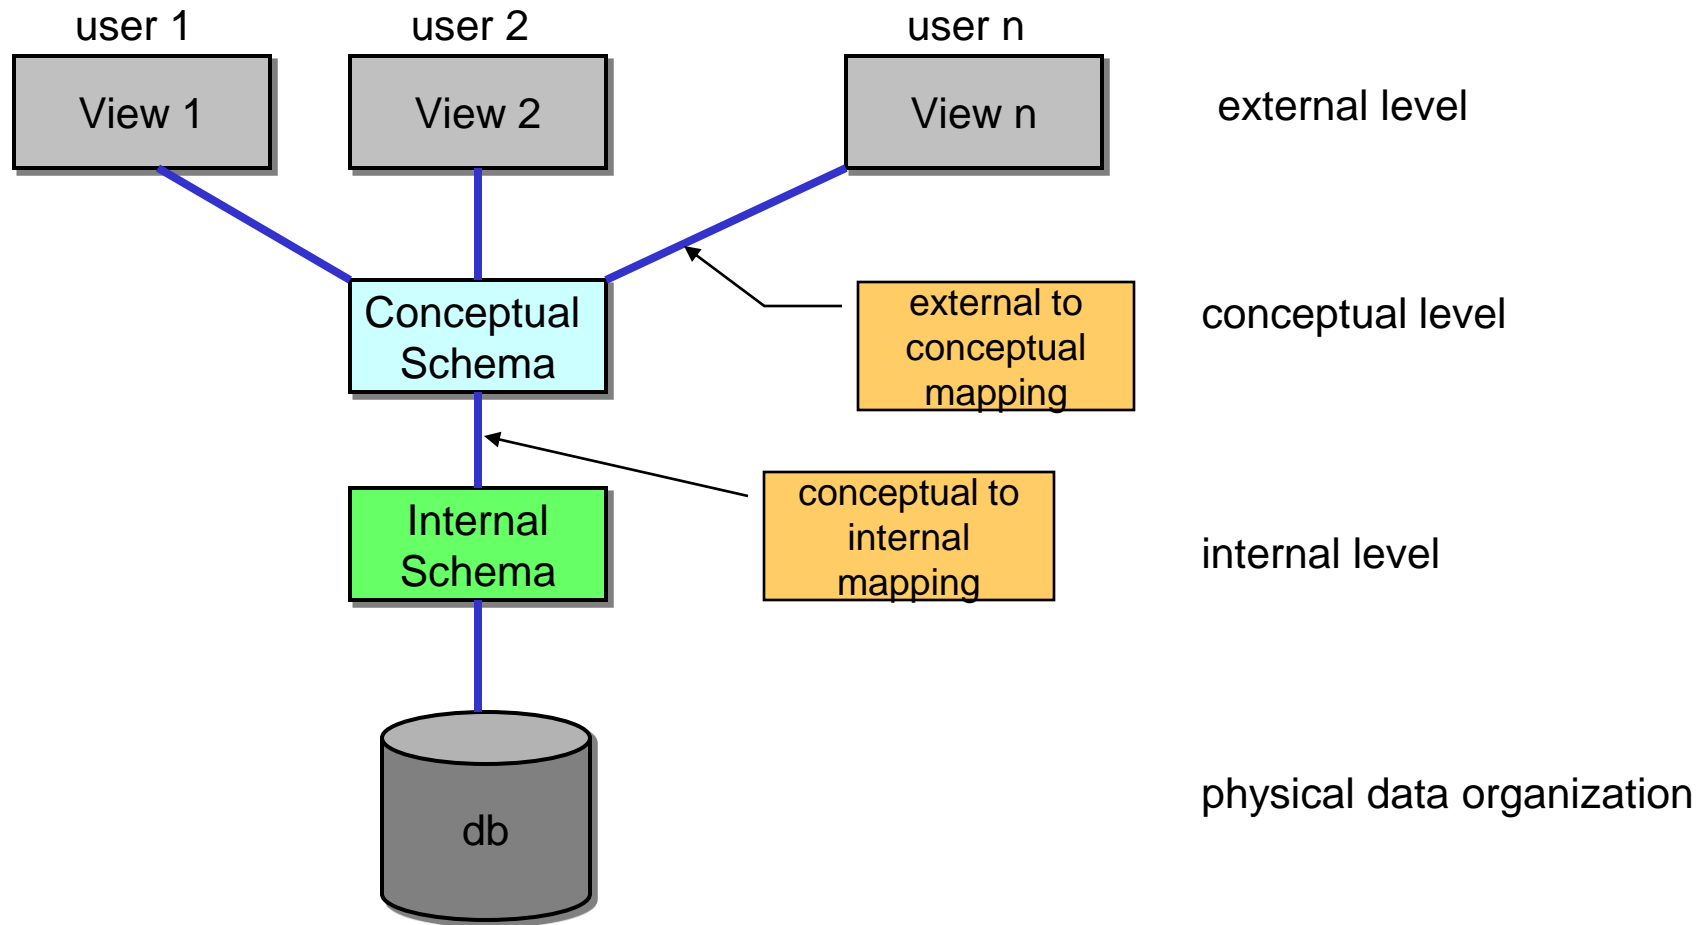 user 1
user 2
user n
View 1
View 2
View n
external level
Conceptual
Schema
external to
conceptual
mapping
conceptual level
Internal
Schema
conceptual to
internal
mapping
internal level
db
physical data organization